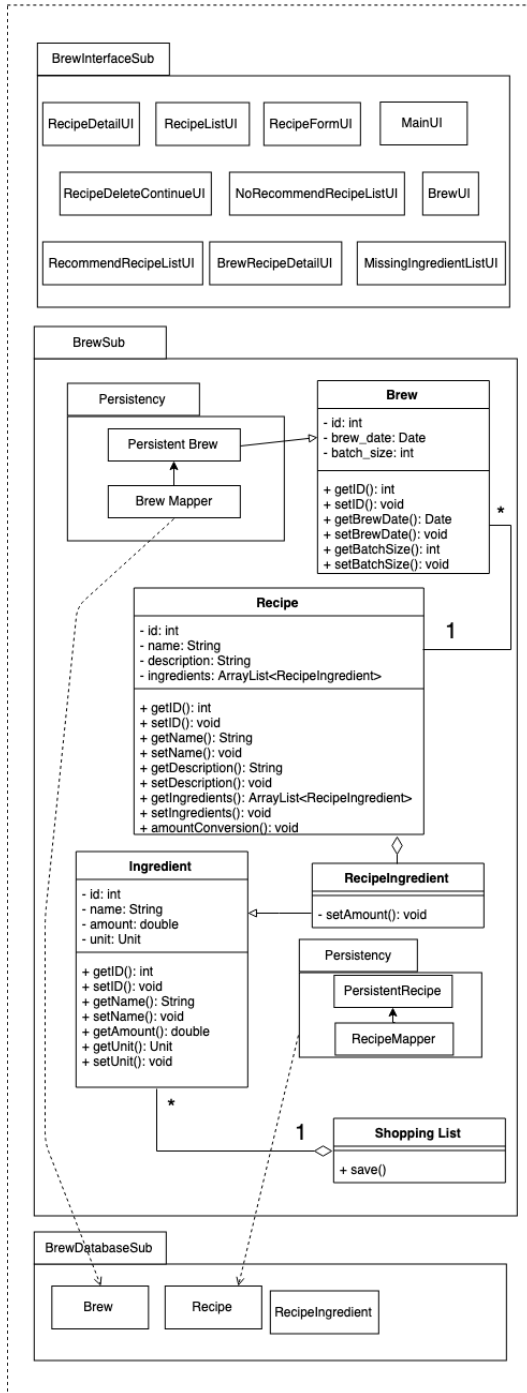 BrewInterfaceSub
RecipeDetailUI
RecipeListUI
RecipeFormUI
MainUI
RecipeDeleteContinueUI
NoRecommendRecipeListUI
BrewUI
RecommendRecipeListUI
BrewRecipeDetailUI
MissingIngredientListUI
BrewSub
Persistency
Persistent Brew
Brew Mapper
Brew
- id: int
- brew_date: Date
- batch_size: int
+ getID(): int
+ setID(): void
+ getBrewDate(): Date
+ setBrewDate(): void
+ getBatchSize(): int
+ setBatchSize(): void
*
1
Recipe
- id: int
- name: String
- description: String
- ingredients: ArrayList<RecipeIngredient>
+ getID(): int
+ setID(): void
+ getName(): String
+ setName(): void
+ getDescription(): String
+ setDescription(): void
+ getIngredients(): ArrayList<RecipeIngredient>
+ setIngredients(): void
+ amountConversion(): void
Ingredient
- id: int
- name: String
- amount: double
- unit: Unit
+ getID(): int
+ setID(): void
+ getName(): String
+ setName(): void
+ getAmount(): double
+ getUnit(): Unit
+ setUnit(): void
RecipeIngredient
- setAmount(): void
Persistency
PersistentRecipe
RecipeMapper
*
1
Shopping List
+ save()
BrewDatabaseSub
Brew
Recipe
RecipeIngredient